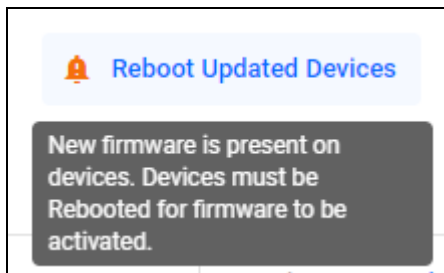 Reboot Updated Devices
New firmware is present on
devices. Devices must be
Rebooted for firmware to be
activated.